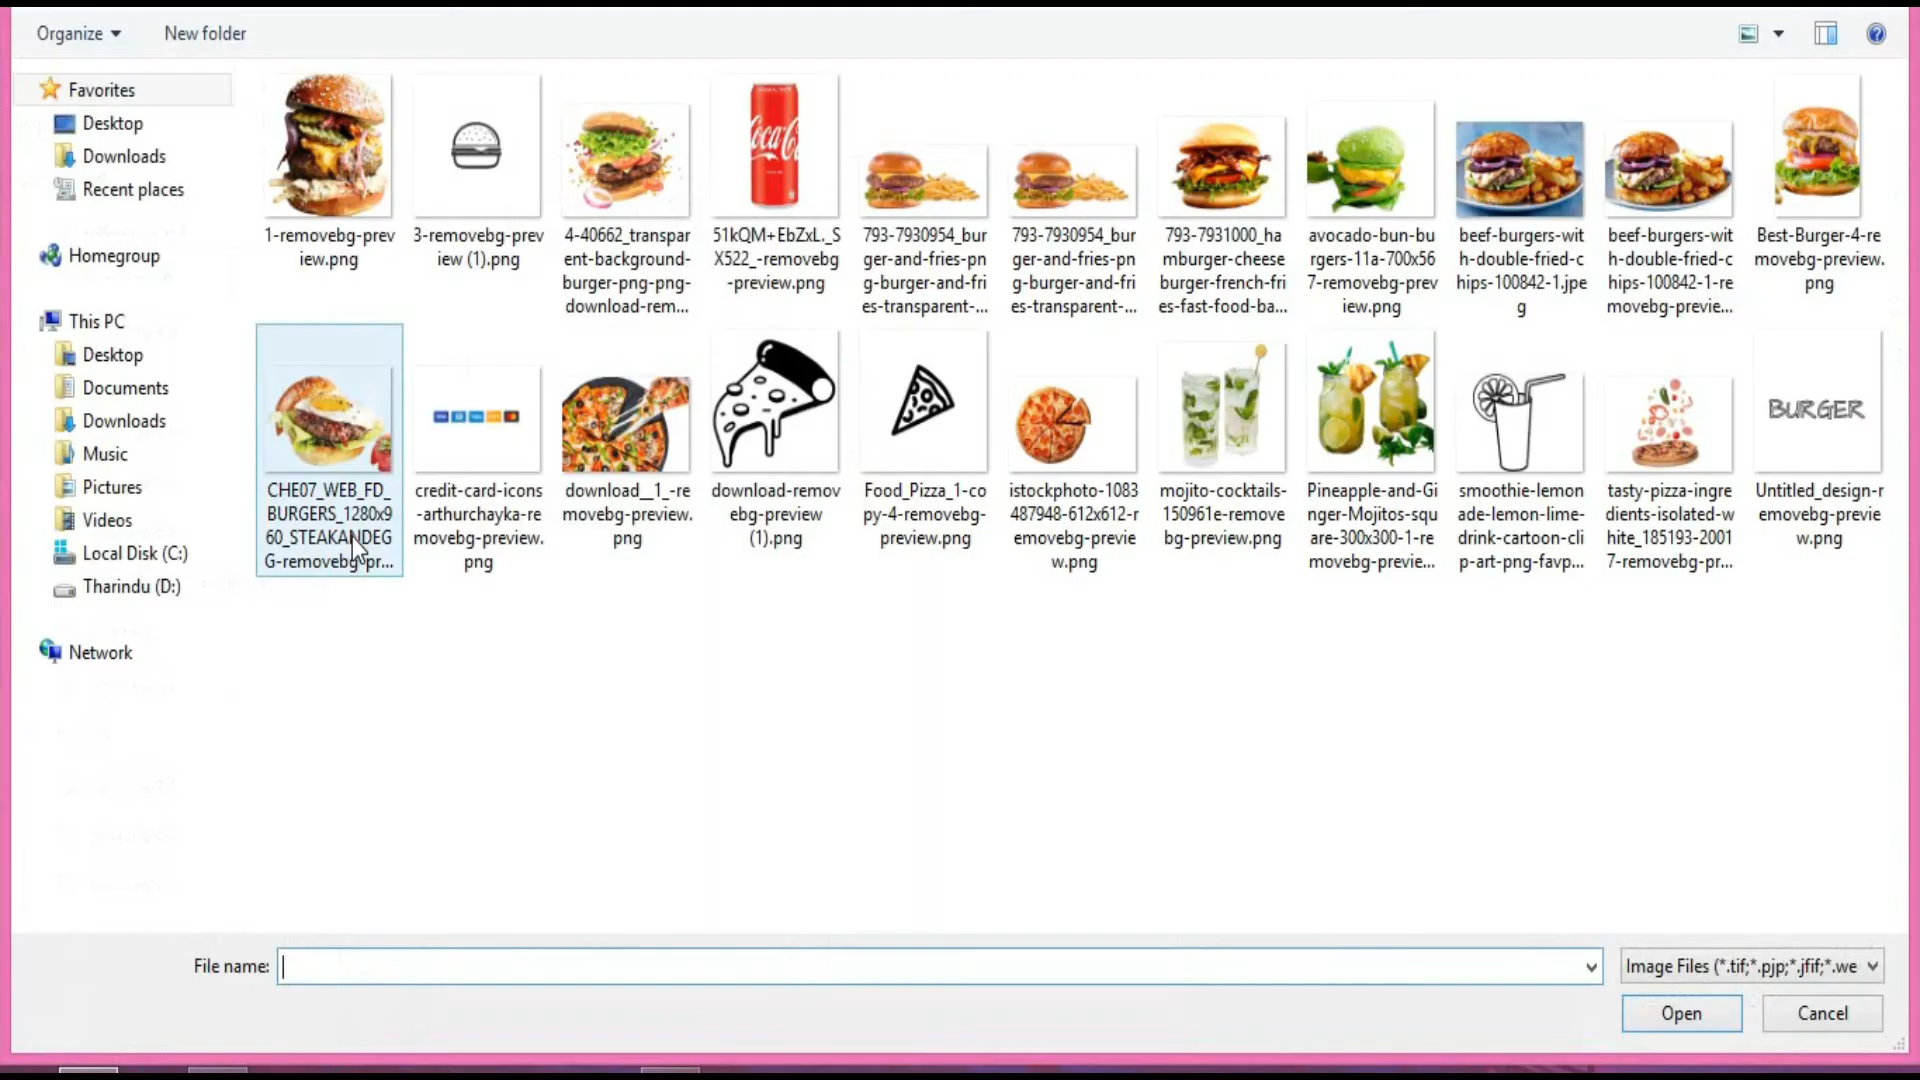 Organize
New folder
Favorites
Desktop
Downloads
Recent places
Homegroup
This PC
Desktop
Documents
Downloads
Music
Pictures
Videos
Local Disk (C:)
Tharindu (D:)
Network
Coca-C
BURGER
1-removebg-prev
iew.png
3-removebg-prev
iew (1).png
4-40662_transpar
ent-background-
burger-png-png-
download-rem...
51kQM+EbZxL._S
X522_-removebg
-preview.png
793-7930954_bur
ger-and-fries-pn
g-burger-and-fri
es-transparent-...
793-7930954_bur
ger-and-fries-pn
g-burger-and-fri
es-transparent-...
793-7931000_ha
mburger-cheese
burger-french-fri
es-fast-food-ba...
avocado-bun-bu
rgers-11a-700x56
7-removebg-prev
iew.png
beef-burgers-wit
h-double-fried-c
hips-100842-1.jpe
g
beef-burgers-wit
h-double-fried-c
hips-100842-1-re
movebg-previe...
Best-Burger-4-re
movebg-preview.
png
CHE07_WEB_FD_
BURGERS_1280x9
60_STEAKANDEG
G-removebg-pr...
credit-card-icons
-arthurchayka-re
movebg-preview.
png
download__1_-re
movebg-preview.
png
download-remov
ebg-preview
(1).png
Food_Pizza_1-co
py-4-removebg-
preview.png
istockphoto-1083
487948-612x612-r
emovebg-previe
w.png
mojito-cocktails-
150961e-remove
bg-preview.png
Pineapple-and-Gi
nger-Mojitos-squ
are-300x300-1-re
movebg-previe...
smoothie-lemon
ade-lemon-lime-
drink-cartoon-cli
p-art-png-favp...
tasty-pizza-ingre
dients-isolated-w
hite_185193-2001
7-removebg-pr...
Untitled_design-r
emovebg-previe
w.png
File name:
Image Files (*.tif;*.pjp;*.jfif;*.we
Open
Cancel